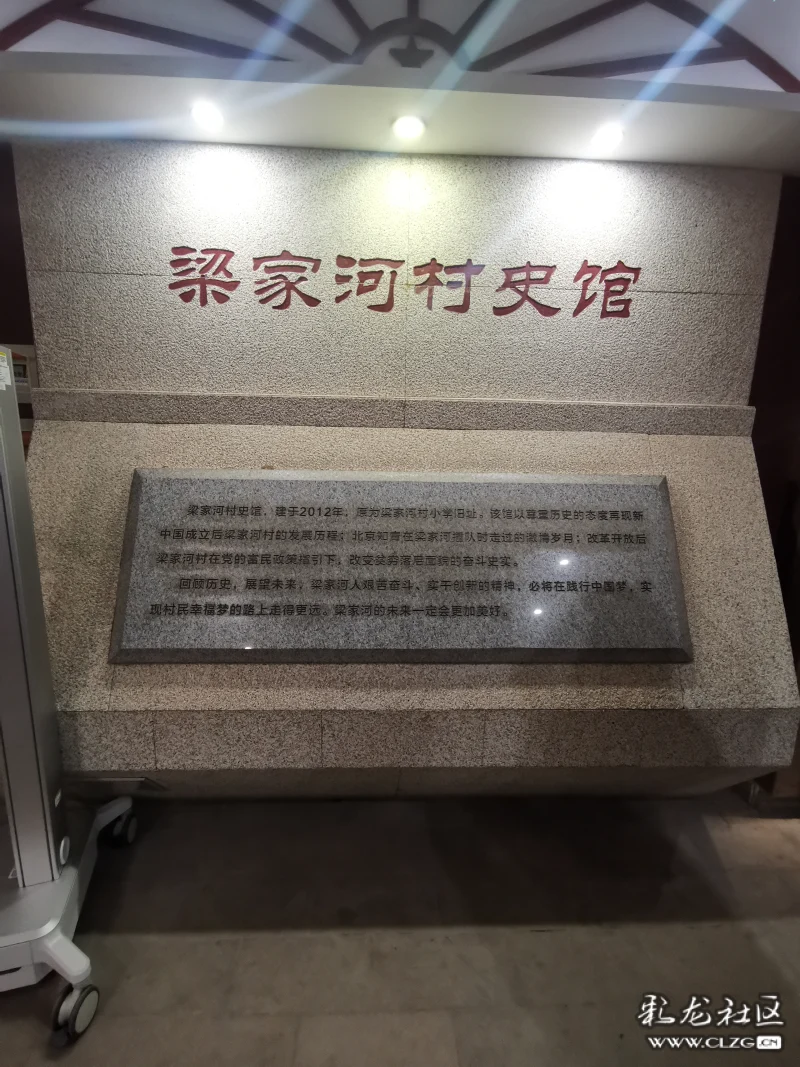 梁家河村史馆
梁家河村史馆，建于2012年，原为梁家河村小学旧址。该馆以尊重历史的态度再现新
中国成立后梁家河村的发展历程；北京知青在梁家河插队时走过的激情岁月；改革开放后
梁家河村在党的富民政策指引下，改变贫穷落后面貌的奋斗史实。
回顾历史，展望未来，梁家河人艰苦奋斗、实干创新的精神，必将在践行中国梦，实
现村民幸福梦的路上走得更远。梁家河的未来一定会更加美好。
彩龙社区
WWW.CLZG.CN